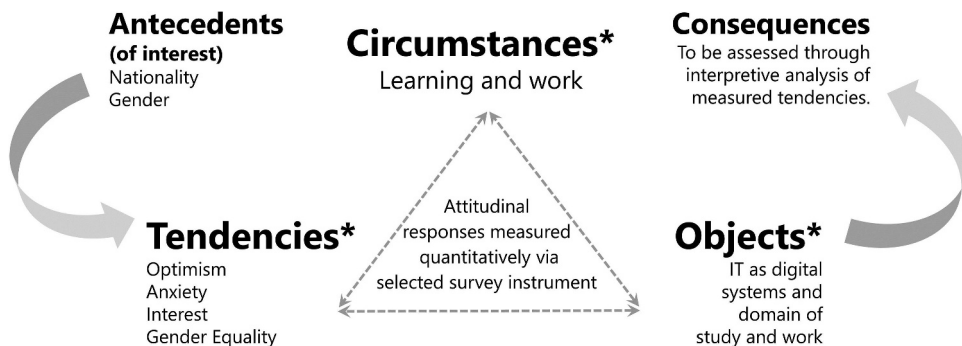 Antecedents
(of interest)
Nationality
Gender
Circumstances*
Learning and work
Consequences
To be assessed through
interpretive analysis of
measured tendencies.
Attitudinal
responses measured
quantitatively via
selected survey instrument
Tendencies*
Optimism
Anxiety
Interest
Gender Equality
Objects*
IT as digital
systems and
domain of
study and work